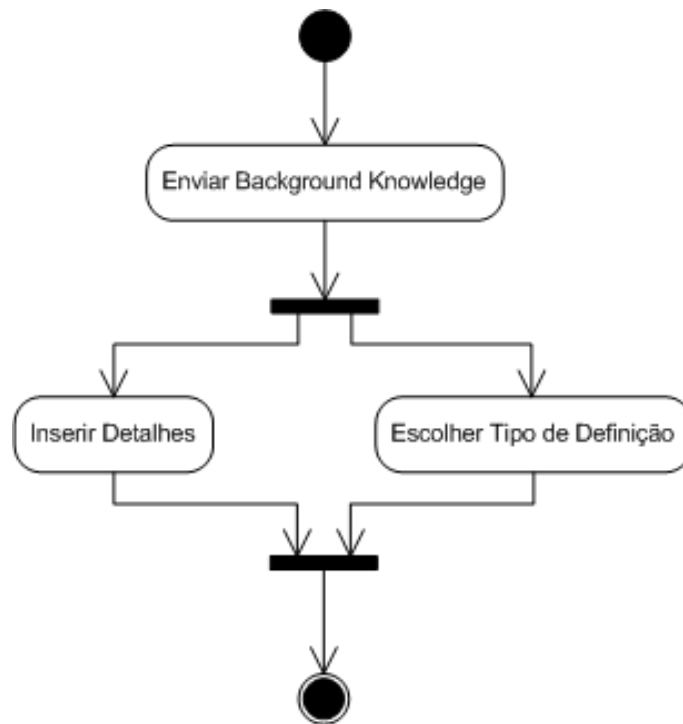 Enviar Background Knowledge
Inserir Detalhes
Escolher Tipo de Definição